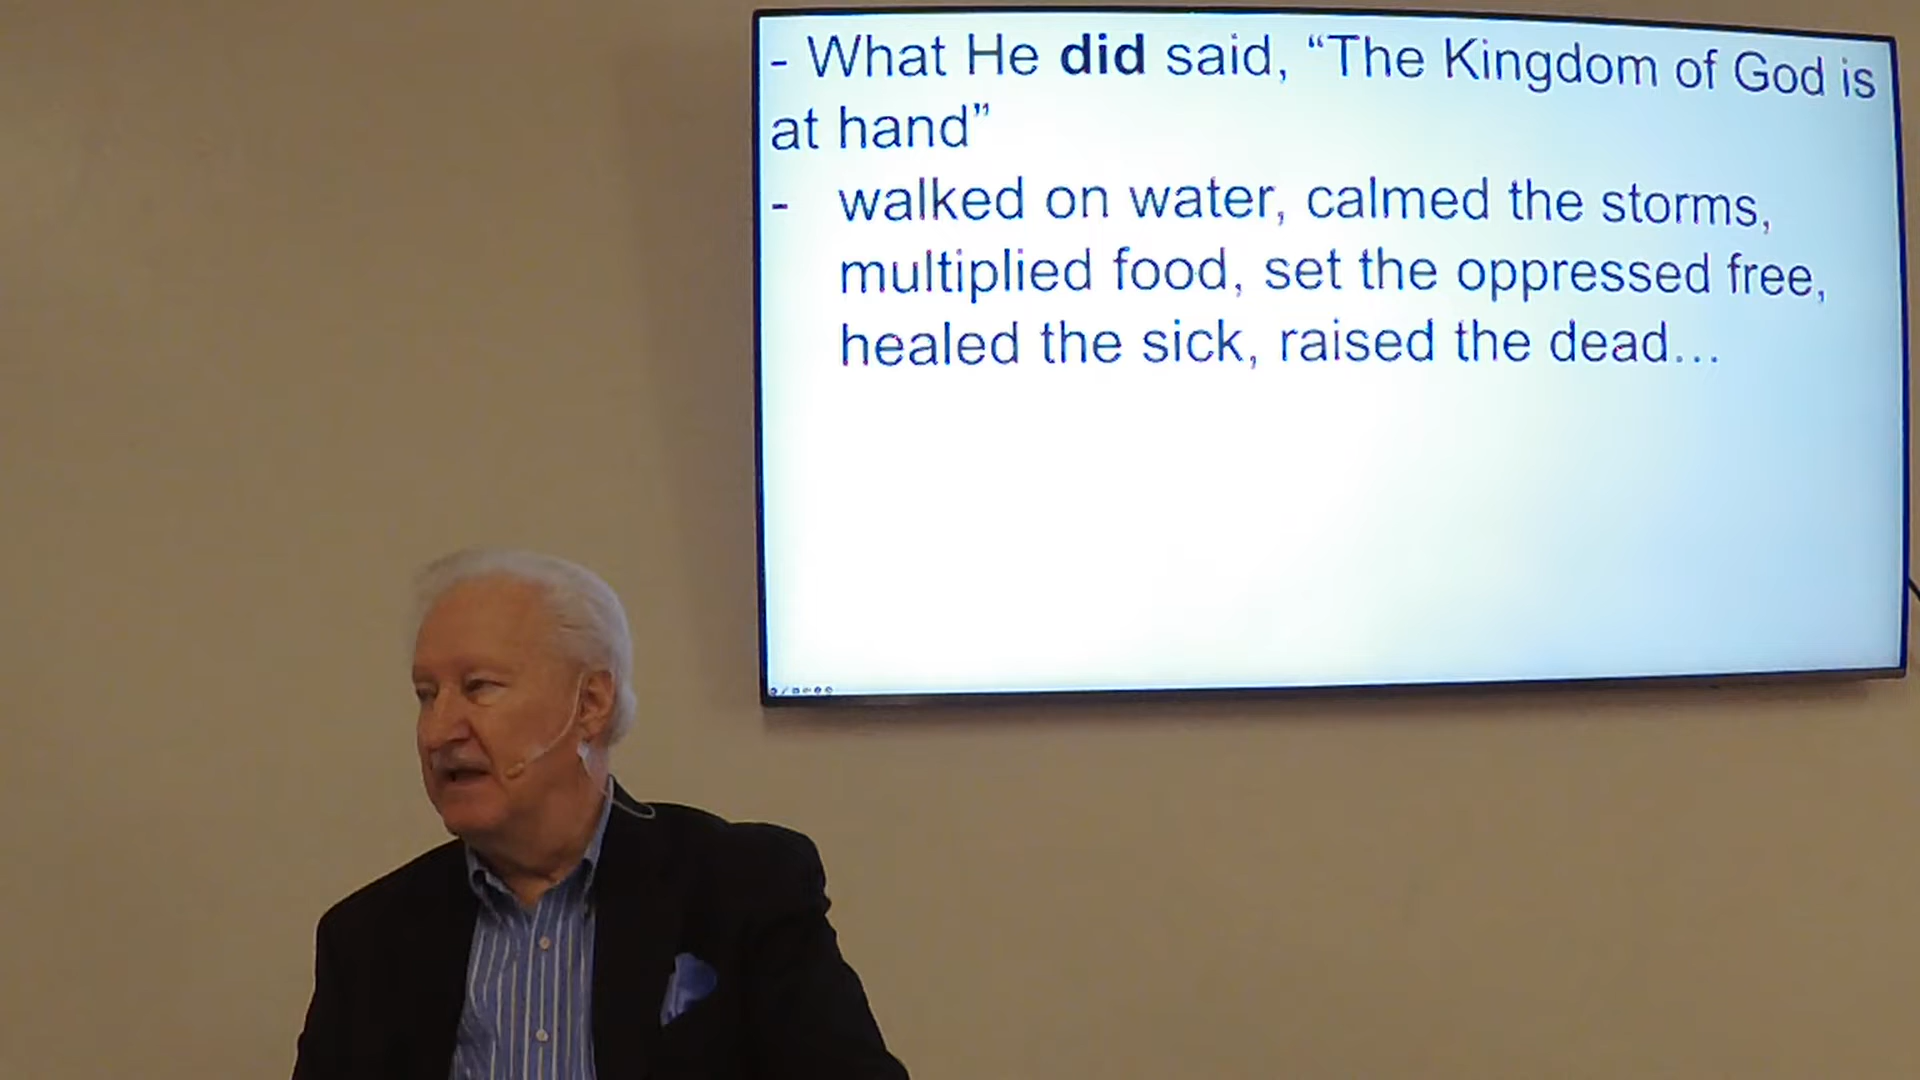 - What He did said, “The Kingdom of God is
at hand”
- walked on water, calmed the storms,
multiplied food, set the oppressed free,
healed the sick, raised the dead…